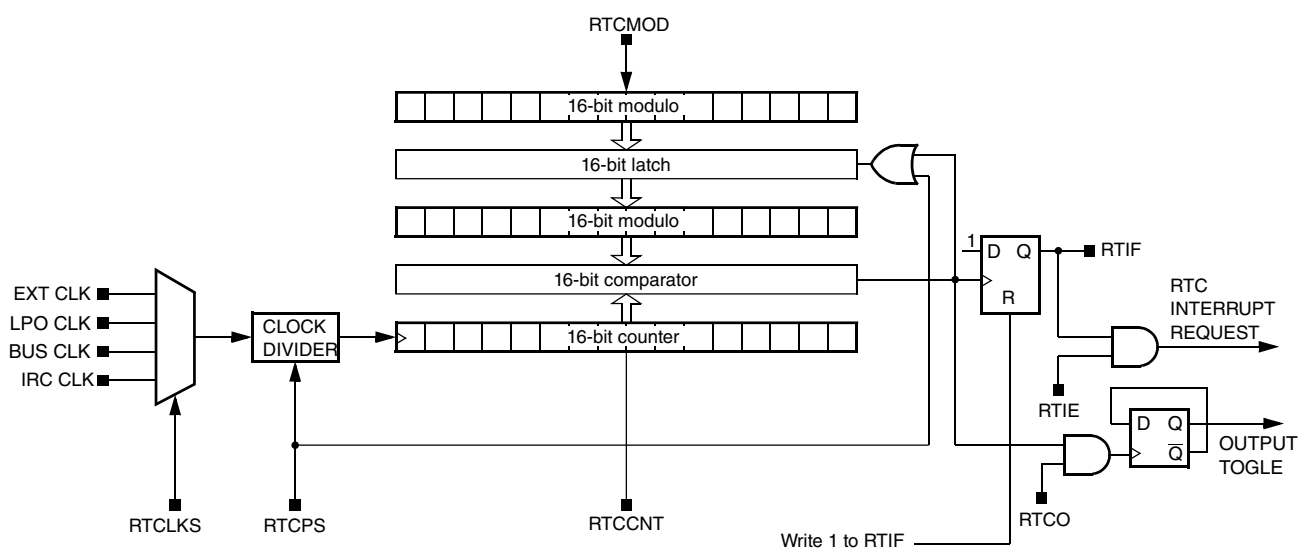 RTCMOD
16-bit modulo
16-bit latch
16-bit modulo
1
D Q
R
RTIF
16-bit comparator
EXT CLK
LPO CLK
BUS CLK
IRC CLK
CLOCK
DIVIDER
16-bit counter
RTC
INTERRUPT
REQUEST
RTIE
D Q
Q
OUTPUT
TOGLE
RTCLKS
RTCPS
RTCCNT
RTCO
Write 1 to RTIF